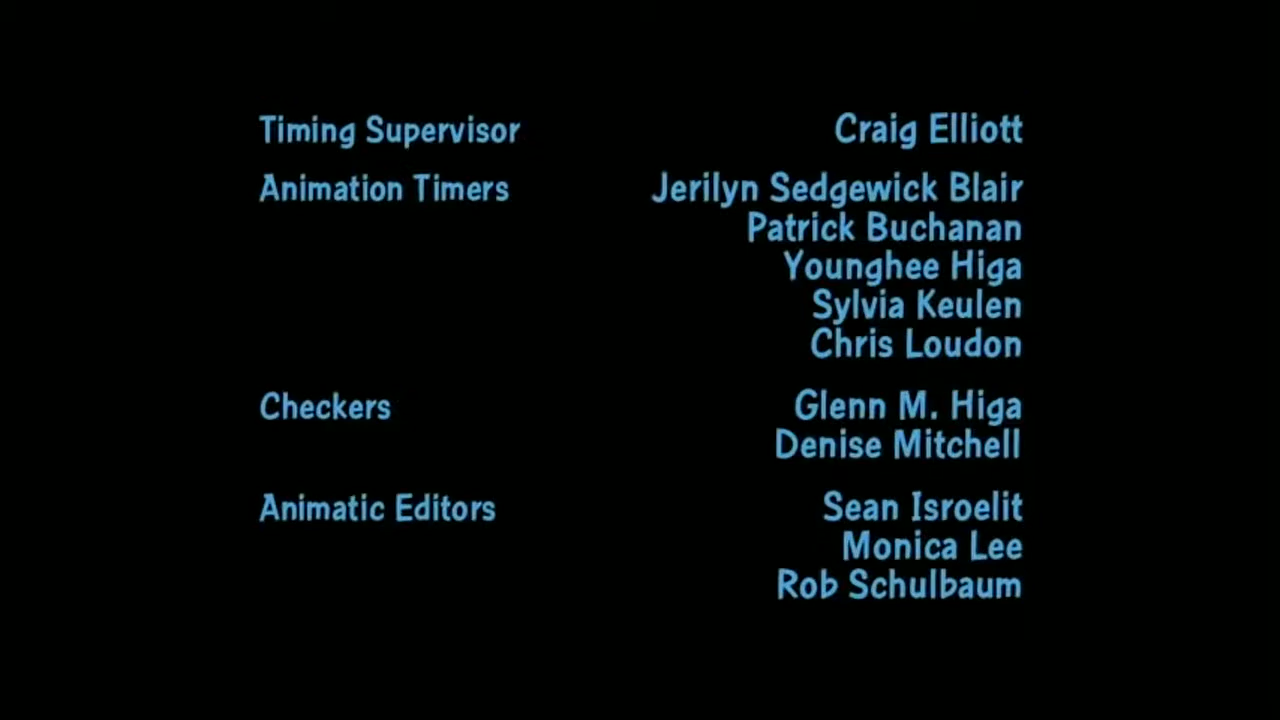 Timing Supervisor Craig Elliott
Animation Timers Jerilyn Sedgewick Blair
Patrick Buchanan
Younghee Higa
Sylvia Keulen
Chris Loudon
Checkers Glenn M. Higa
Denise Mitchell
Animatic Editors Sean Isroelit
Monica Lee
Rob Schulbaum